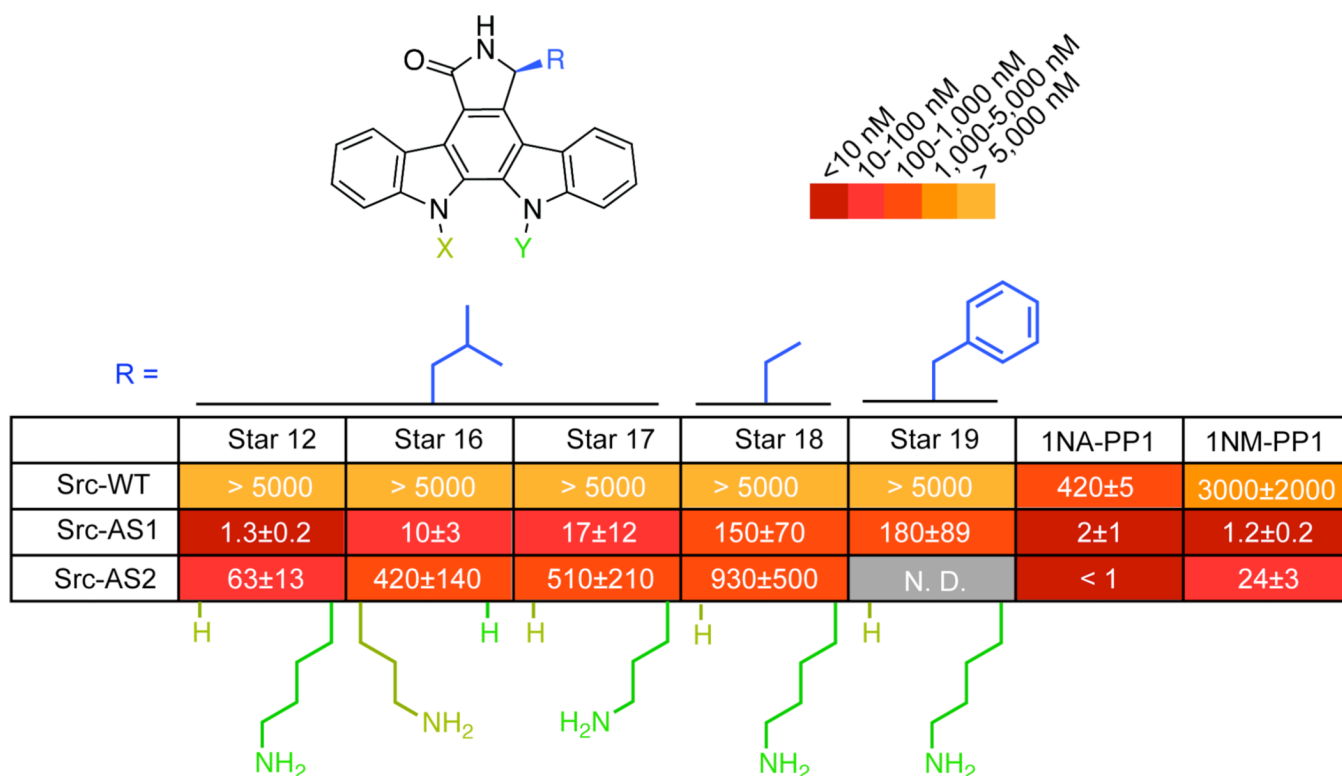 H
N
O
R
N
N
X
Y
<10 nM
10-100 nM
100-1,000 nM
1,000-5,000 nM
> 5,000 nM
R =
Star 12 Star 16 Star 17 Star 18 Star 19 1NA-PP1 1NM-PP1
Src-WT > 5000 > 5000 > 5000 > 5000 > 5000 420±5 3000±2000
Src-AS1 1.3±0.2 10±3 17±12 150±70 180±89 2±1 1.2±0.2
Src-AS2 63±13 420±140 510±210 930±500 N. D. < 1 24±3
H H H H H
NH2 H2N
NH2 NH2 NH2